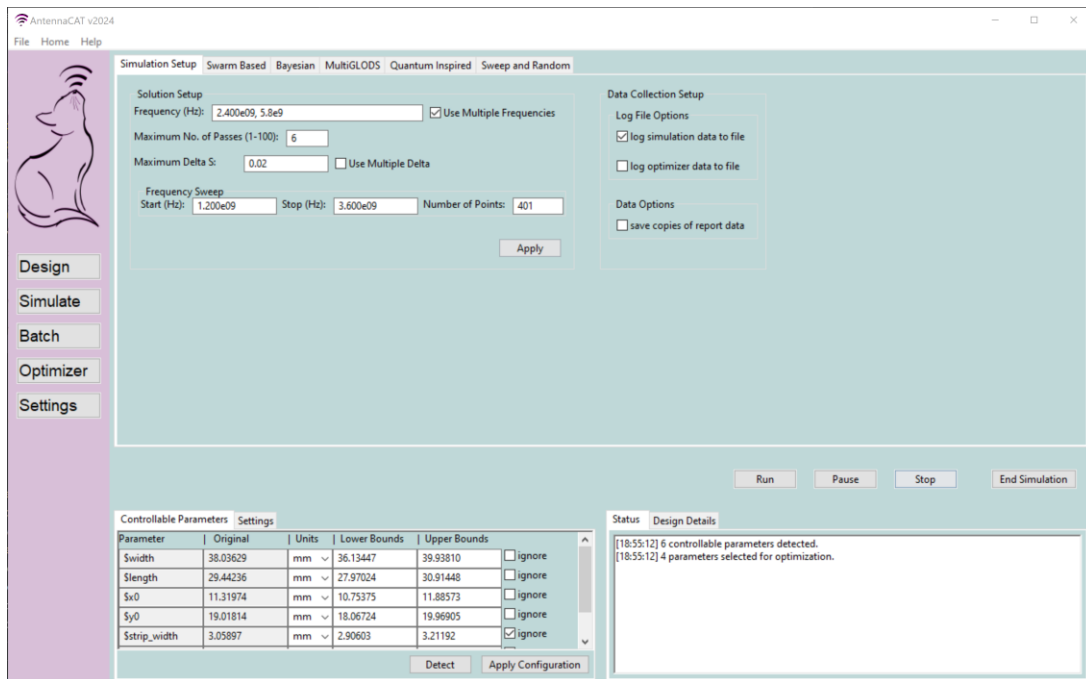 AntennaCAT v2024
File Home Help
Simulation Setup Swarm Based Bayesian MultiGLODS Quantum Inspired Sweep and Random
Solution Setup
Frequency (Hz): 2.400e09, 5.8e9 Use Multiple Frequencies
Maximum No. of Passes (1-100): 6
Maximum Delta S: 0.02 Use Multiple Delta
Frequency Sweep
Start (Hz): 1.200e09 Stop (Hz): 3.600e09 Number of Points: 401
Apply
Data Collection Setup
Log File Options
log simulation data to file
log optimizer data to file
Data Options
save copies of report data
Design
Simulate
Batch
Optimizer
Settings
Run Pause Stop End Simulation
Controllable Parameters Settings
Parameter | Original | Units | Lower Bounds | Upper Bounds
$width 38.03629 mm 36.13447 39.93810 ignore
$length 29.44236 mm 27.97024 30.91448 ignore
$x0 11.31974 mm 10.75375 11.88573 ignore
$y0 19.01814 mm 18.06724 19.96905 ignore
$strip_width 3.05897 mm 2.90603 3.21192 ignore
Detect Apply Configuration
Status Design Details
[18:55:12] 6 controllable parameters detected.
[18:55:12] 4 parameters selected for optimization.